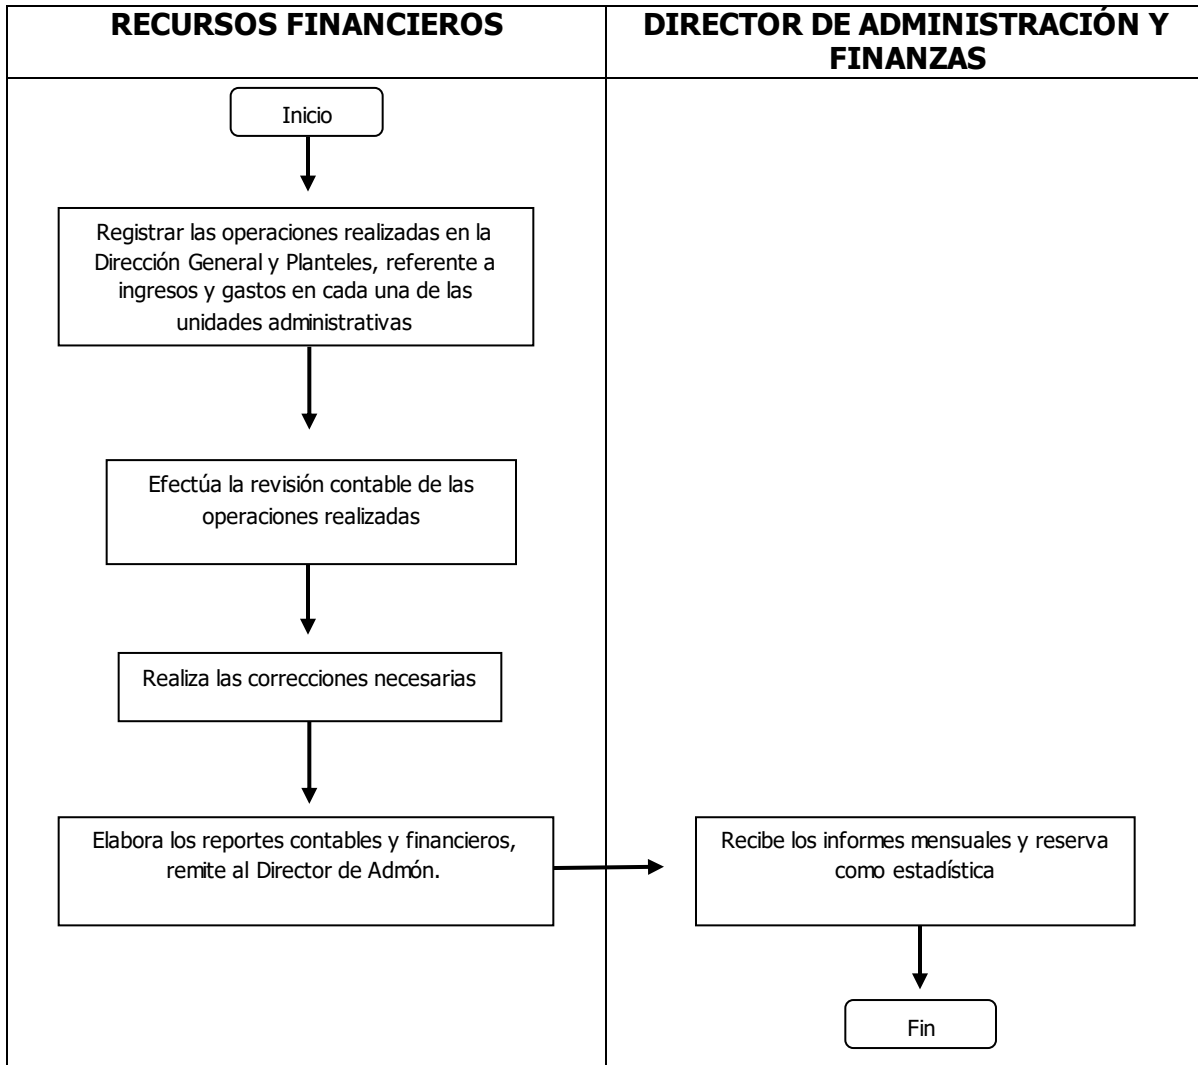 RECURSOS FINANCIEROS
DIRECTOR DE ADMINISTRACIÓN Y
FINANZAS
Inicio
Registrar las operaciones realizadas en la
Dirección General y Planteles, referente a
ingresos y gastos en cada una de las
unidades administrativas
Efectúa la revisión contable de las
operaciones realizadas
Realiza las correcciones necesarias
Elabora los reportes contables y financieros,
remite al Director de Admón.
Recibe los informes mensuales y reserva
como estadística
Fin